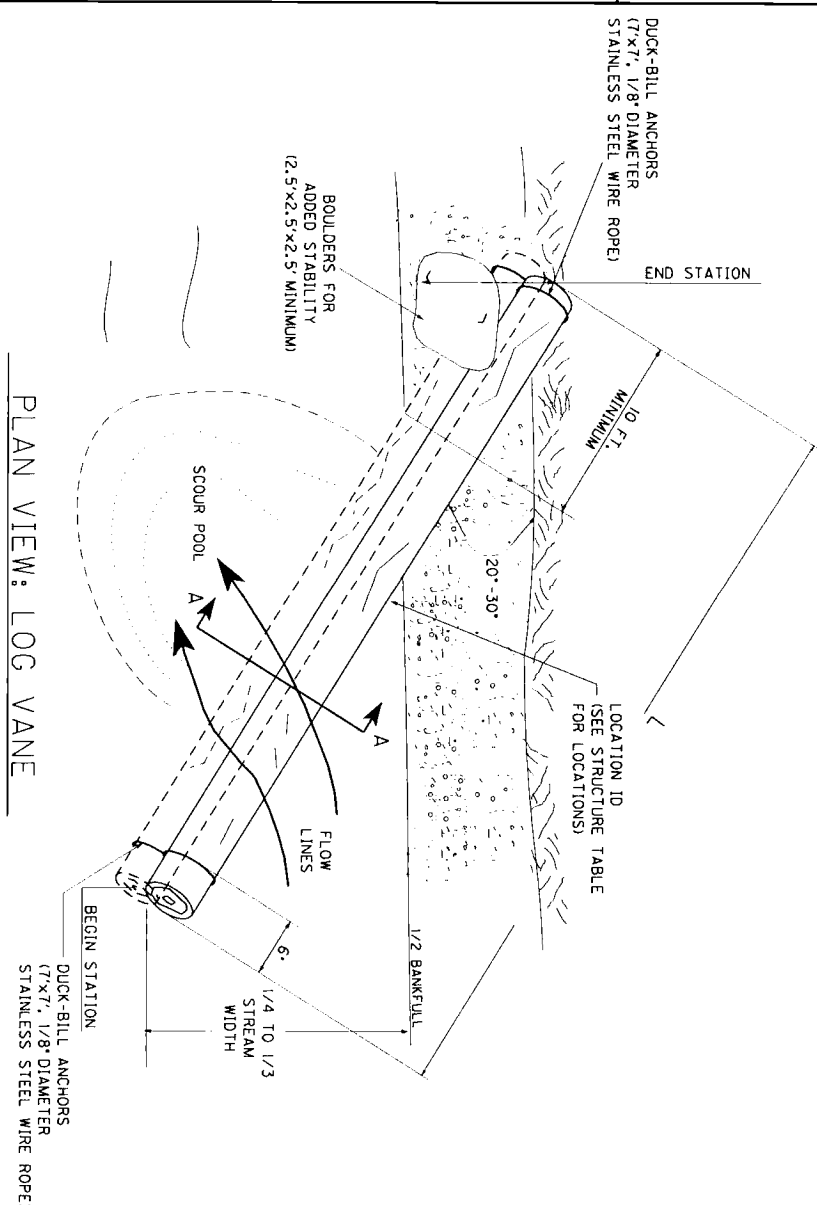 DUCK-BILL ANCHORS
(7'x7', 1/8" DIAMETER
STAINLESS STEEL WIRE ROPE)
END STATION
BOULDERS FOR
ADDED STABILITY
(2.5'x2.5'x2.5' MINIMUM)
10 FT.
MINIMUM
L
20°-30°
LOCATION ID
(SEE STRUCTURE TABLE
FOR LOCATIONS)
SCOUR POOL
A
A
FLOW
LINES
1/2 BANKFULL
6"
1/4 TO 1/3
STREAM
WIDTH
BEGIN STATION
DUCK-BILL ANCHORS
(7'x7', 1/8" DIAMETER
STAINLESS STEEL WIRE ROPE
PLAN VIEW: LOG VANE